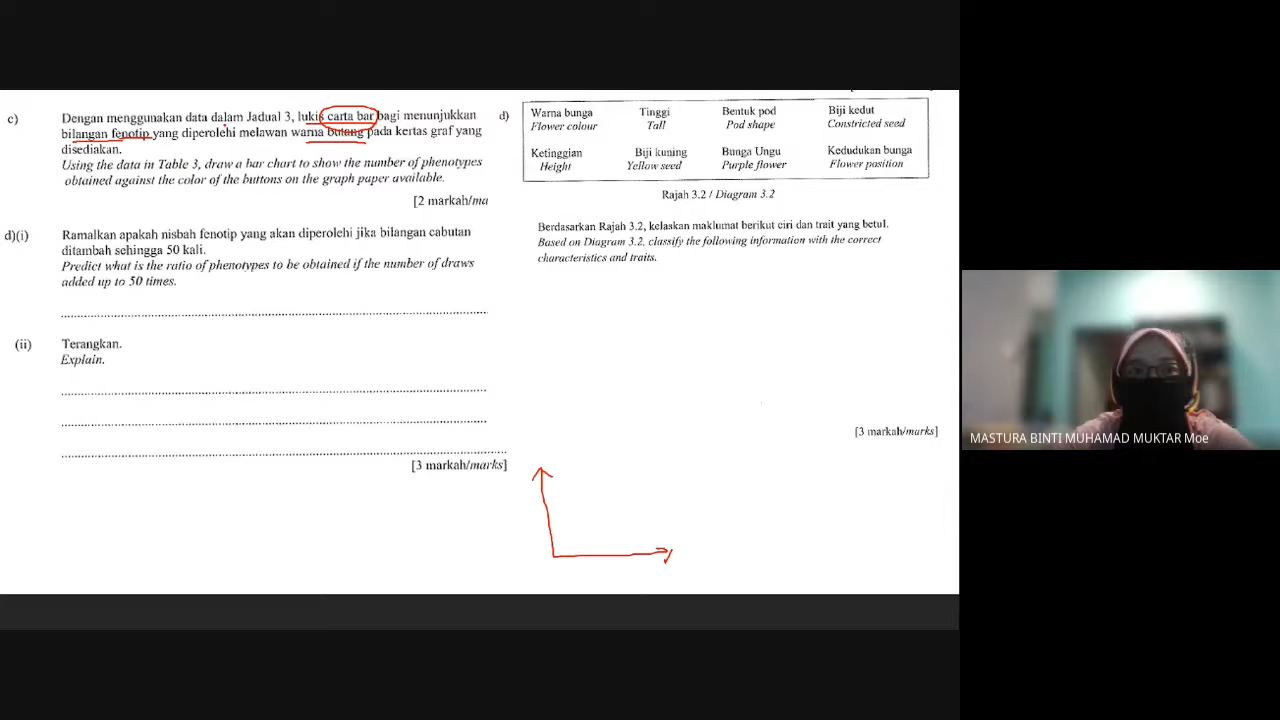 c)
Dengan menggunakan data dalam Jadual 3, lukis carta bar bagi menunjukkan
bilangan fenotip yang diperolehi melawan warna butang pada kertas graf yang
disediakan.
Using the data in Table 3, draw a bar chart to show the number of phenotypes
obtained against the color of the buttons on the graph paper available.
[2 markah/ma
d)(i)
Ramalkan apakah nisbah fenotip yang akan diperolehi jika bilangan cabutan
ditambah sehingga 50 kali.
Predict what is the ratio of phenotypes to be obtained if the number of draws
added up to 50 times.
(ii)
Terangkan.
Explain.
[3 markah/marks]
d)
Warna bunga Tinggi Bentuk pod Biji kedut
Flower colour Tall Pod shape Constricted seed
Ketinggian Biji kuning Bunga Ungu Kedudukan bunga
Height Yellow seed Purple flower Flower position
Rajah 3.2 / Diagram 3.2
Berdasarkan Rajah 3.2, kelaskan maklumat berikut ciri dan trait yang betul.
Based on Diagram 3.2, classify the following information with the correct
characteristics and traits.
[3 markah/marks]
MASTURA BINTI MUHAMAD MUKTAR Moe